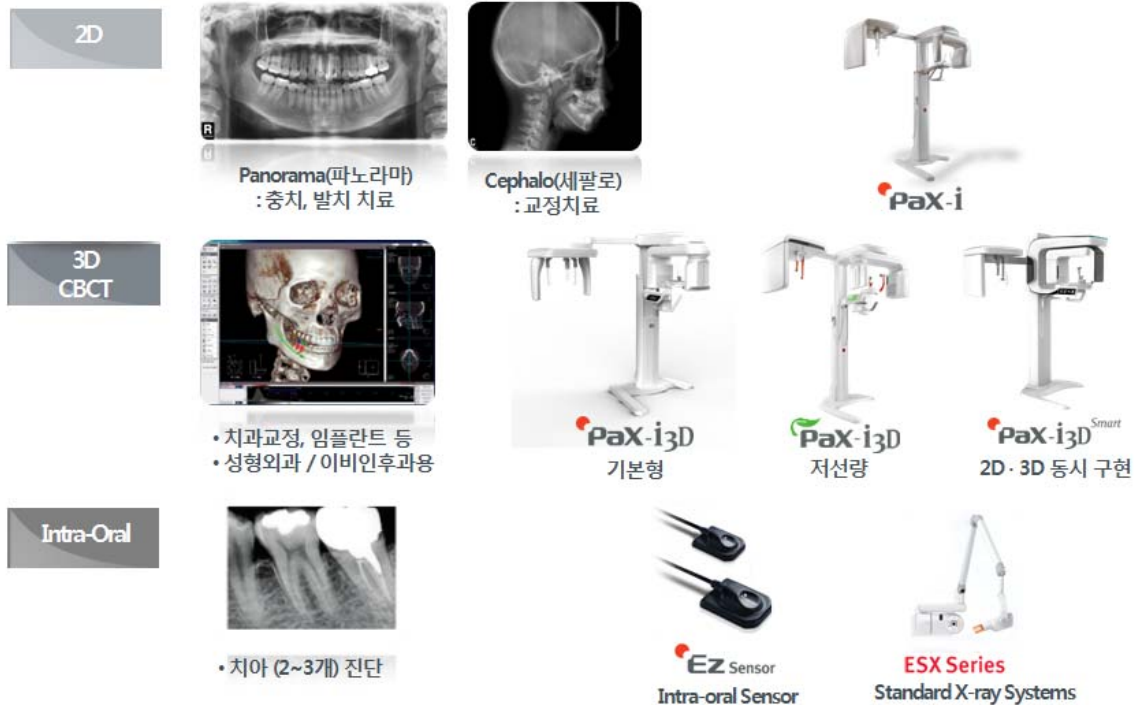 2D
R
C
Panorama(파노라마)
: 충치, 발치 치료
Cephalo(세팔로)
: 교정치료
PaX-i
3D
CBCT
• 치과교정, 임플란트 등
• 성형외과 / 이비인후과용
PaX-i3D
기본형
PaX-i3D
저선량
PaX-i3D Smart
2D · 3D 동시 구현
Intra-Oral
• 치아 (2~3개) 진단
Ez Sensor
Intra-oral Sensor
ESX Series
Standard X-ray Systems